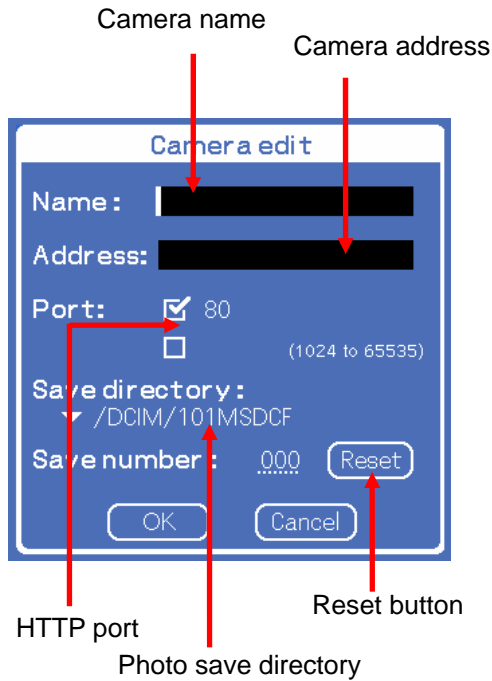 Camera name
Camera address
Camera edit
Name:
Address:
Port: 80
(1024 to 65535)
Save directory:
/DCIM/101MSDCF
Save number: 000 Reset
OK Cancel
Reset button
HTTP port
Photo save directory